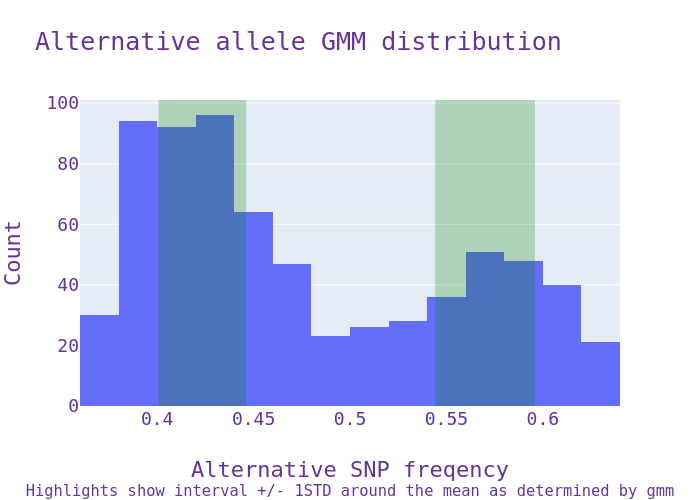 Alternative allele GMM distribution
100
80
60
40
20
0
Count
0.4
0.45
0.5
0.55
0.6
Alternative SNP freqency
Highlights show interval +/- 1STD around the mean as determined by gmm